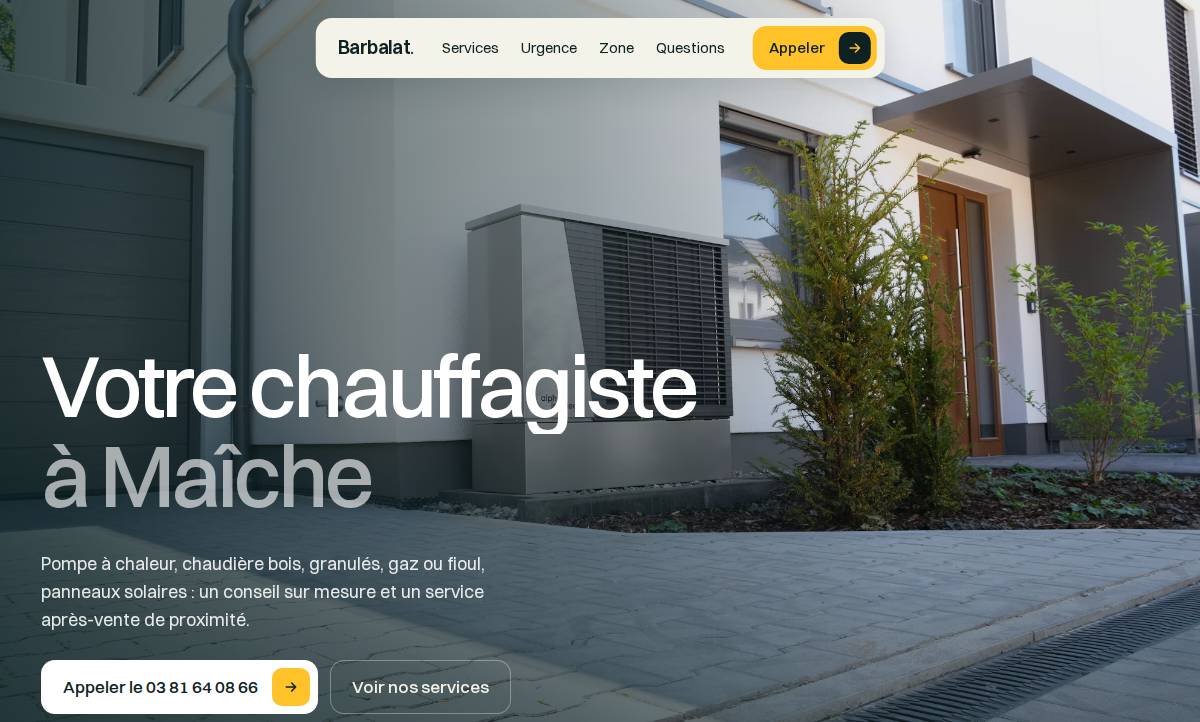 Barbalat.
Services
Urgence
Zone
Questions
Appeler
Votre chauffagiste
à Maîche
Pompe à chaleur, chaudière bois, granulés, gaz ou fioul,
panneaux solaires : un conseil sur mesure et un service
après-vente de proximité.
Appeler le 03 81 64 08 66
Voir nos services